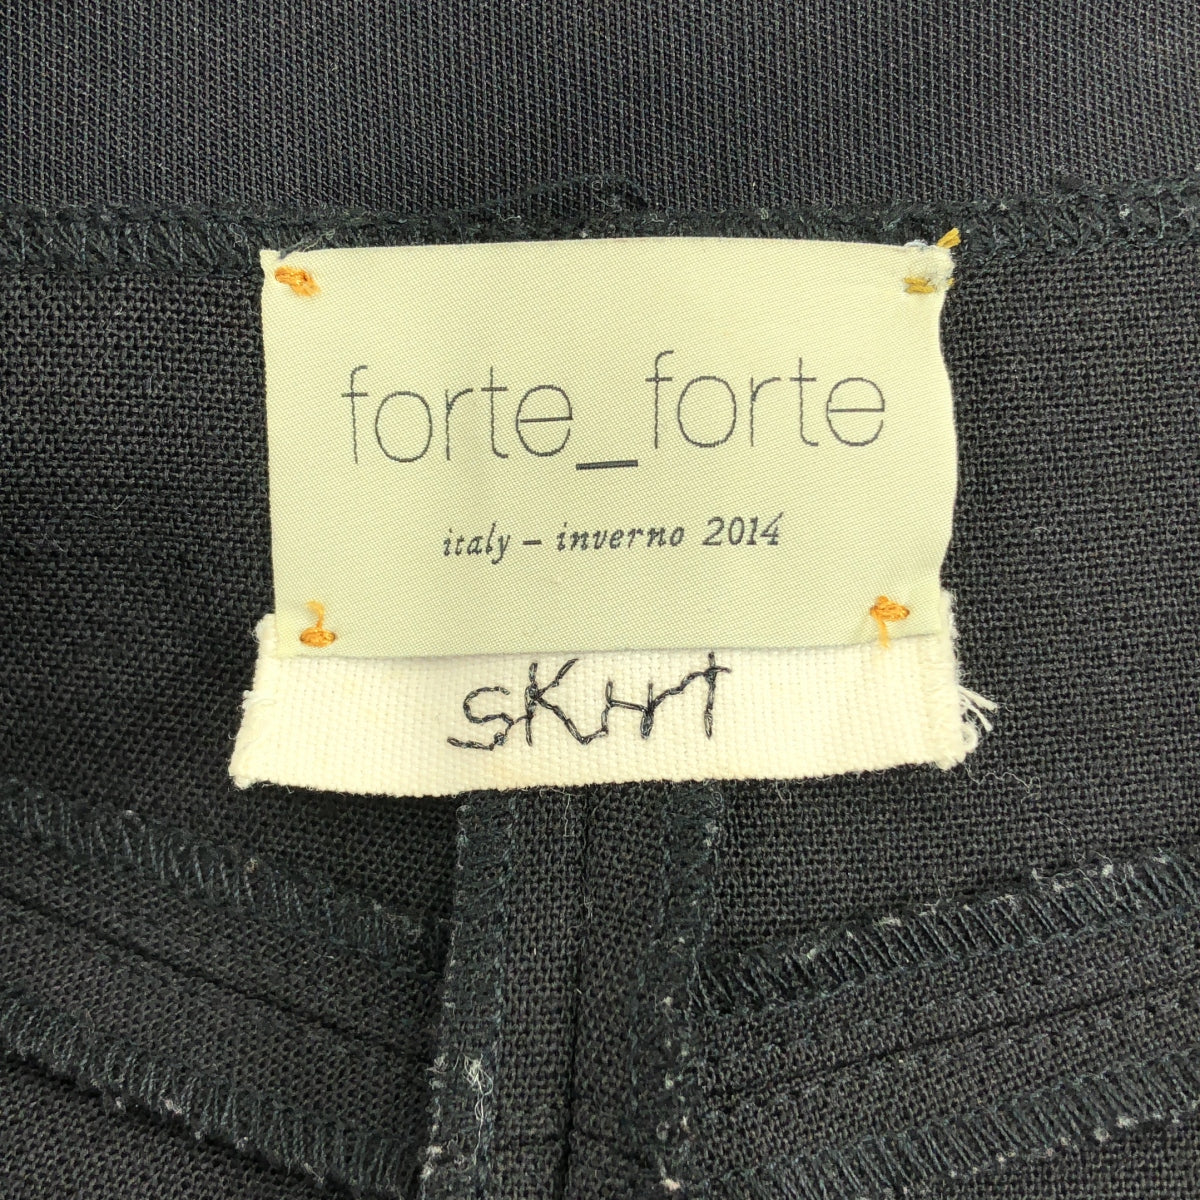 forte_forte
italy – inverno 2014
SKirt